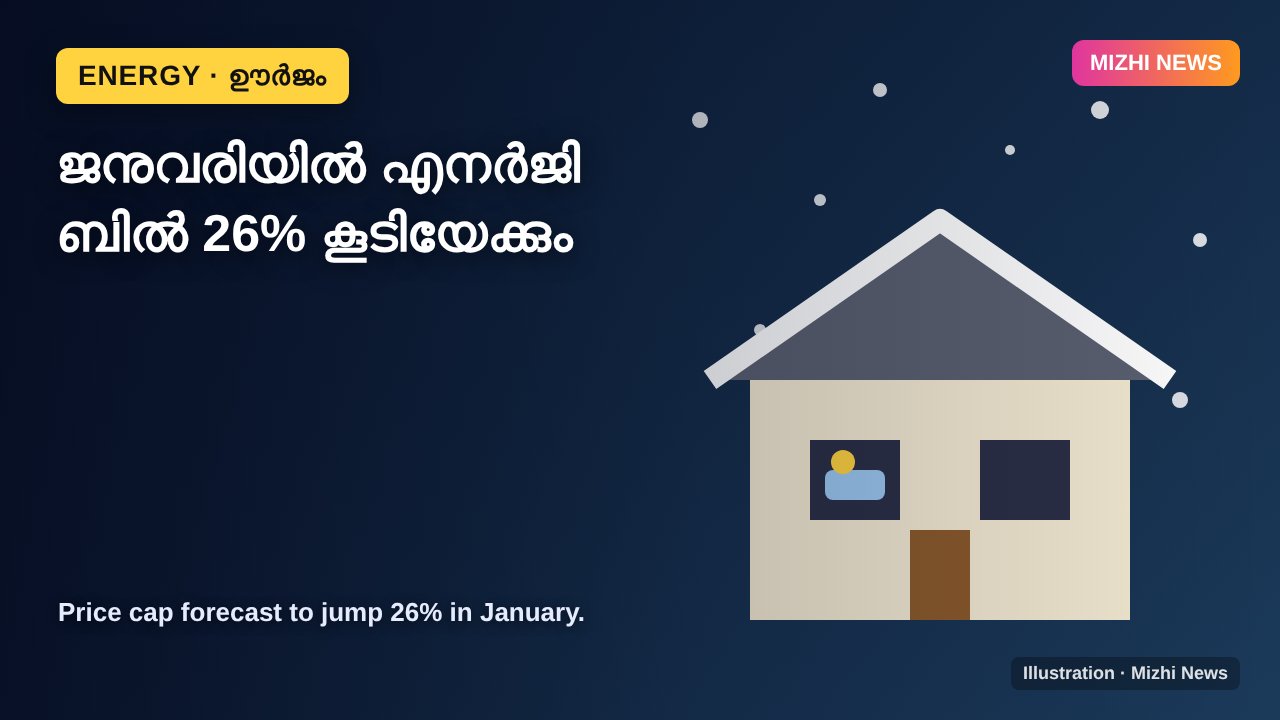 ENERGY · ഊർജം
MIZHI NEWS
ജനുവരിയിൽ എനർജി
ബിൽ 26% കൂടിയേക്കും
Price cap forecast to jump 26% in January.
Illustration · Mizhi News